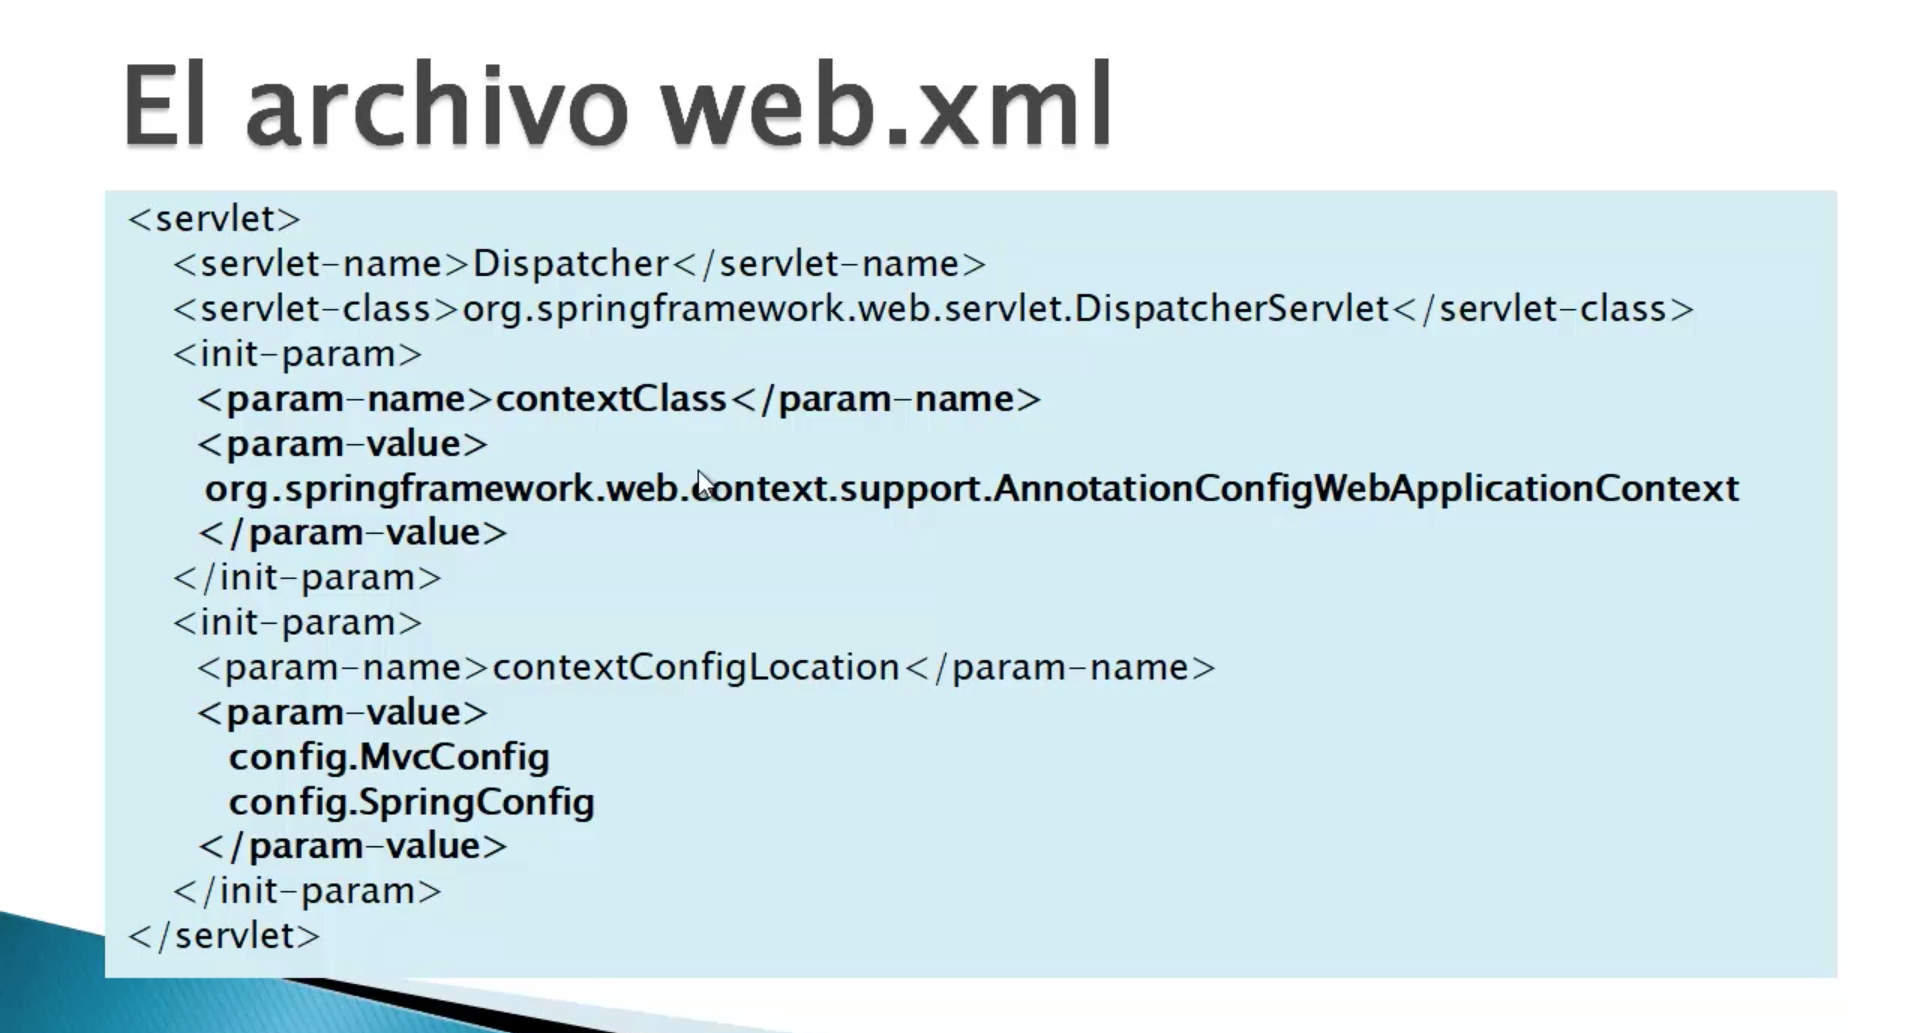 El archivo web.xml
<servlet>
<servlet-name>Dispatcher</servlet-name>
<servlet-class>org.springframework.web.servlet.DispatcherServlet</servlet-class>
<init-param>
<param-name>contextClass</param-name>
<param-value>
org.springframework.web.context.support.AnnotationConfigWebApplicationContext
</param-value>
</init-param>
<init-param>
<param-name>contextConfigLocation</param-name>
<param-value>
config.MvcConfig
config.SpringConfig
</param-value>
</init-param>
</servlet>